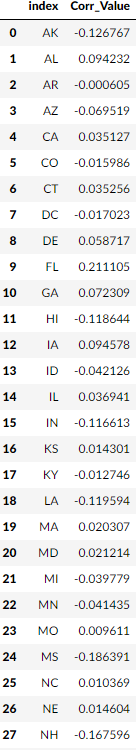 index Corr_Value
0 AK -0.126767
1 AL 0.094232
2 AR -0.000605
3 AZ -0.069519
4 CA 0.035127
5 CO -0.015986
6 CT 0.035256
7 DC -0.017023
8 DE 0.058717
9 FL 0.211105
10 GA 0.072309
11 HI -0.118644
12 IA 0.094578
13 ID -0.042126
14 IL 0.036941
15 IN -0.116613
16 KS 0.014301
17 KY -0.012746
18 LA -0.119594
19 MA 0.020307
20 MD 0.021214
21 MI -0.039779
22 MN -0.041435
23 MO 0.009611
24 MS -0.186391
25 NC 0.010369
26 NE 0.014604
27 NH -0.167596